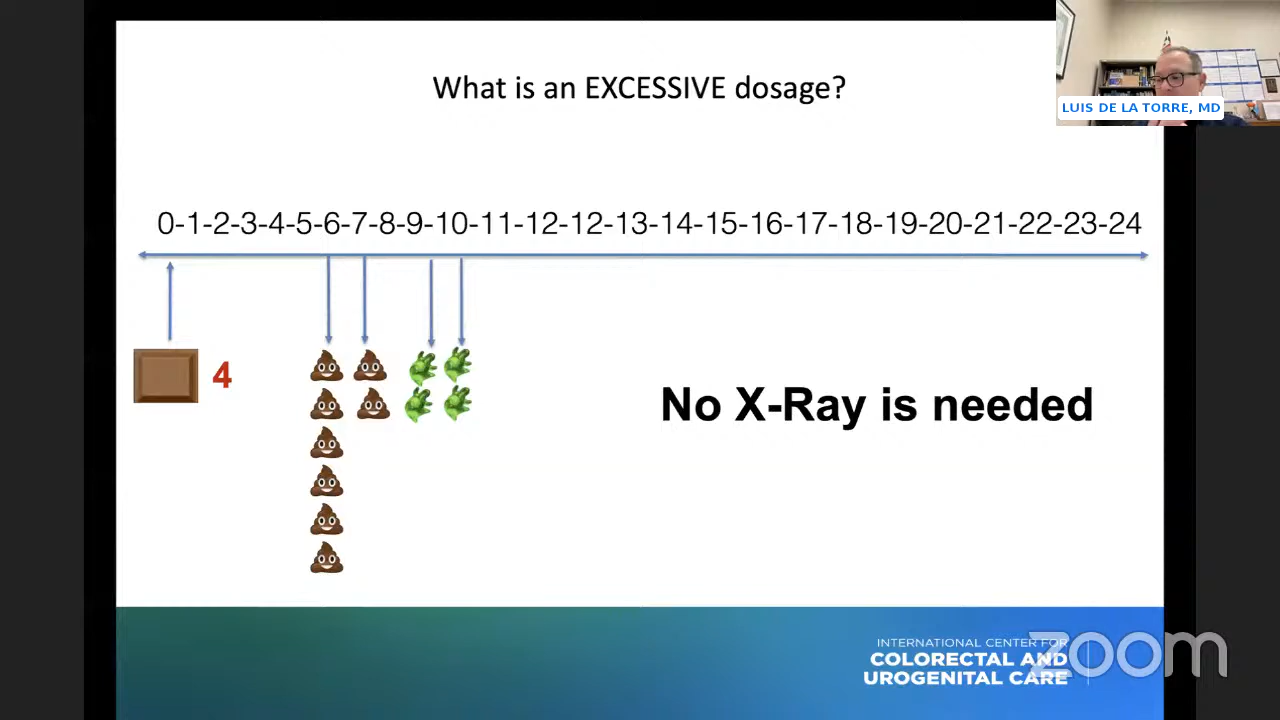 What is an EXCESSIVE dosage?
LUIS DE LA TORRE, MD
0-1-2-3-4-5-6-7-8-9-10-11-12-12-13-14-15-16-17-18-19-20-21-22-23-24
4
No X-Ray is needed
INTERNATIONAL CENTER FOR
COLORECTAL AND
UROGENITAL CARE
zoom